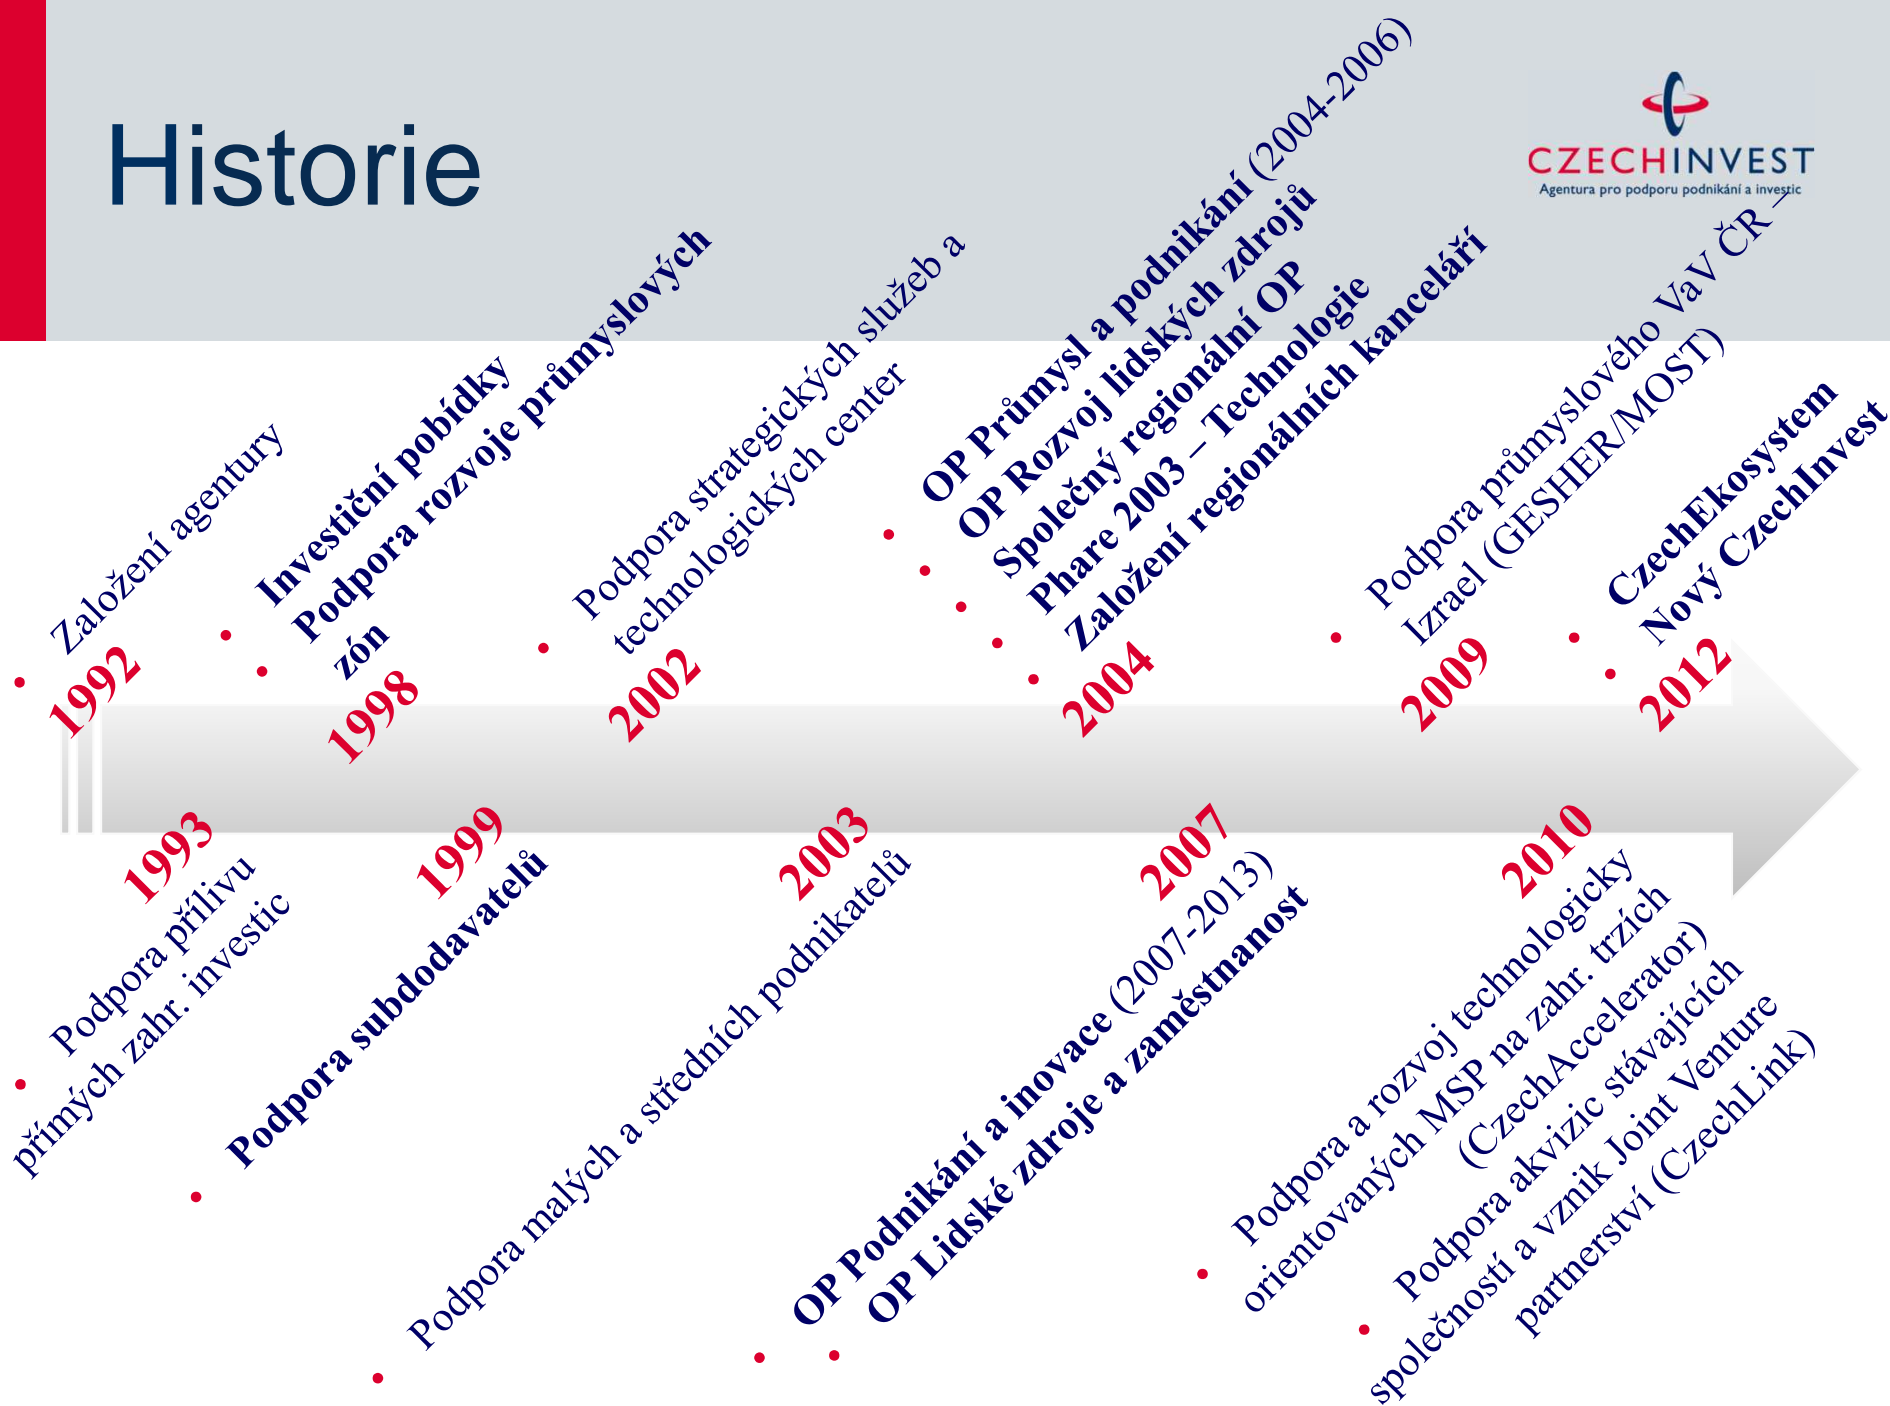 Historie
CZECHINVEST
Agentura pro podporu podnikání a investic
Založení agentury
1992
Investiční pobídky
Podpora rozvoje průmyslových
zón
1998
Podpora strategických služeb a
technologických center
2002
OP Průmysl a podnikání (2004-2006)
OP Rozvoj lidských zdrojů
Společný regionální OP
Phare 2003 – Technologie
Založení regionálních kanceláří
2004
Podpora průmyslového VaV ČR –
Izrael (GESHER/MOST)
2009
CzechEkosystem
Nový CzechInvest
2012
1993
Podpora přílivu
přímých zahr. investic
1999
Podpora subdodavatelů
2003
Podpora malých a středních podnikatelů
2007
OP Podnikání a inovace (2007-2013)
OP Lidské zdroje a zaměstnanost
2010
Podpora a rozvoj technologicky
orientovaných MSP na zahr. trzích
(CzechAccelerator)
Podpora akvizic stávajících
společností a vznik Joint Venture
partnerství (CzechLink)